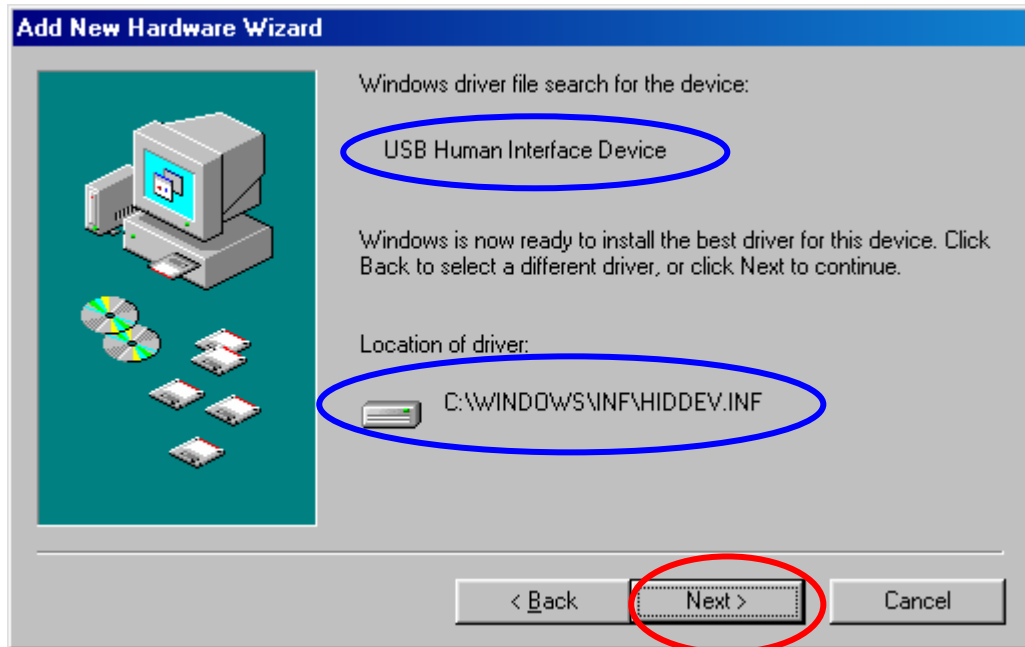 Add New Hardware Wizard
Windows driver file search for the device:
USB Human Interface Device
Windows is now ready to install the best driver for this device. Click
Back to select a different driver, or click Next to continue.
Location of driver:
C:\WINDOWS\INF\HIDDEV.INF
< Back
Next >
Cancel